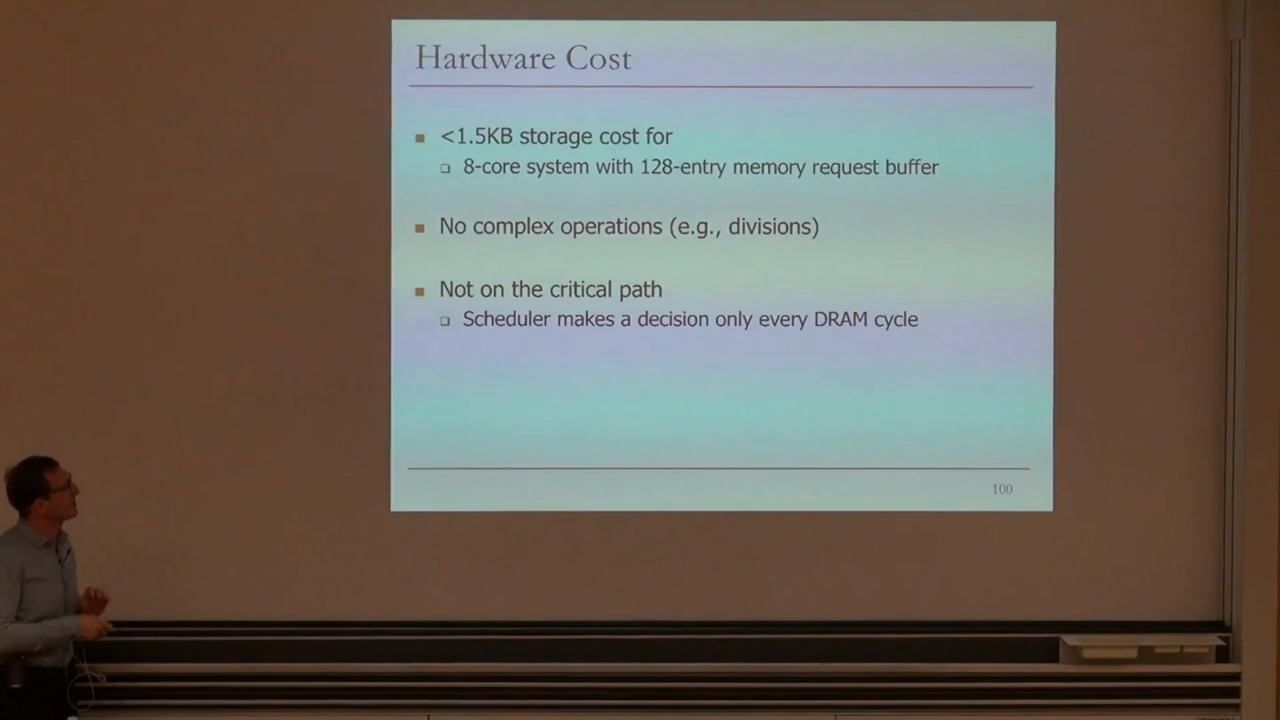 Hardware Cost
<1.5KB storage cost for
8-core system with 128-entry memory request buffer
No complex operations (e.g., divisions)
Not on the critical path
Scheduler makes a decision only every DRAM cycle
100